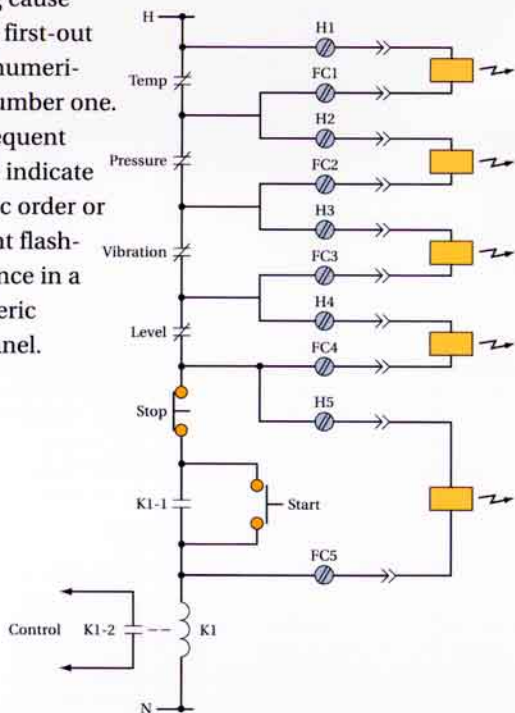 g cause
first-out
numeri-
umber one.
equent
indicate
c order or
nt flash-
nce in a
eric
nel.
H
H1
Temp
FC1
H2
Pressure
FC2
H3
Vibration
FC3
H4
Level
FC4
Stop
H5
K1-1
Start
FC5
Control
K1-2
K1
N